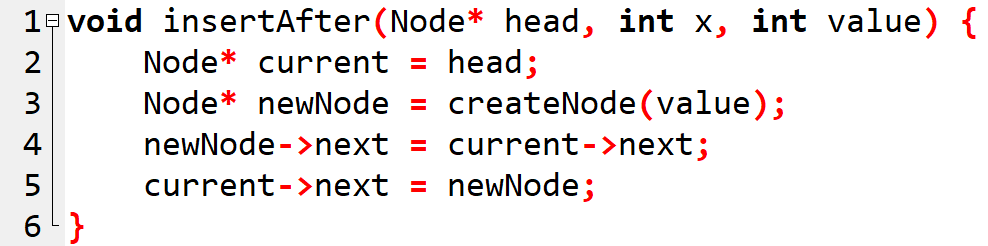 1 void insertAfter(Node* head, int x, int value) {
2     Node* current = head;
3     Node* newNode = createNode(value);
4     newNode->next = current->next;
5     current->next = newNode;
6 }